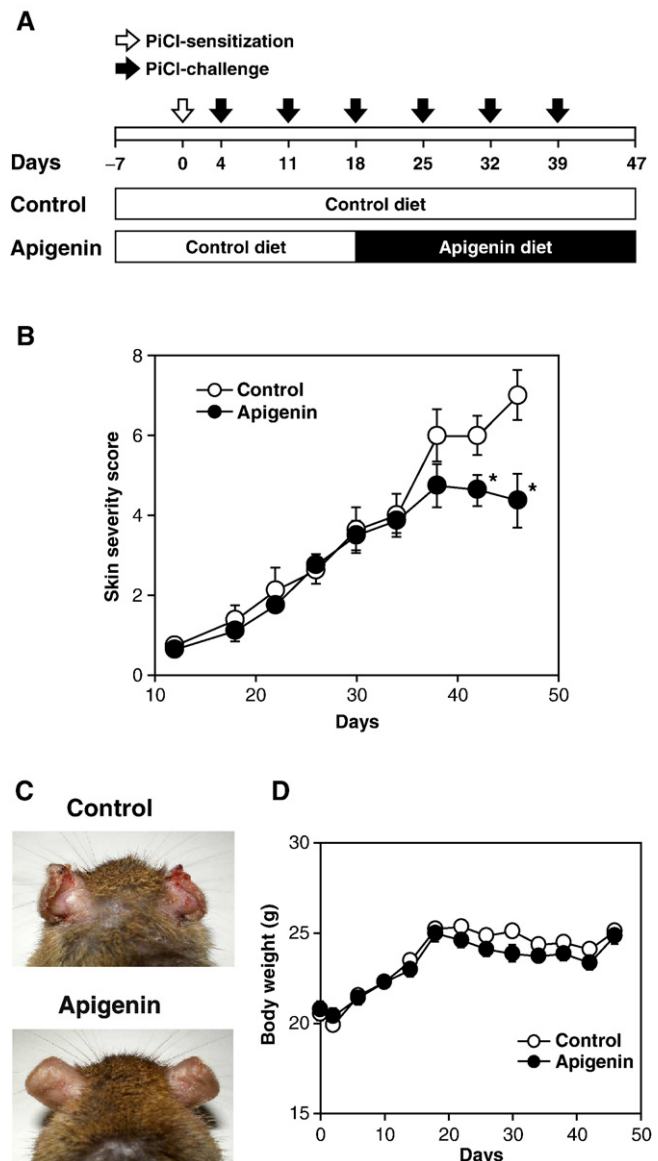 A
PiCl-sensitization
PiCl-challenge
Days
–7 0 4 11 18 25 32 39 47
Control
Control diet
Apigenin
Control diet Apigenin diet
B
8
6
4
2
0
Skin severity score
Control
Apigenin
*
*
10 20 30 40 50
Days
C
Control
Apigenin
D
30
25
20
15
Body weight (g)
Control
Apigenin
0 10 20 30 40 50
Days